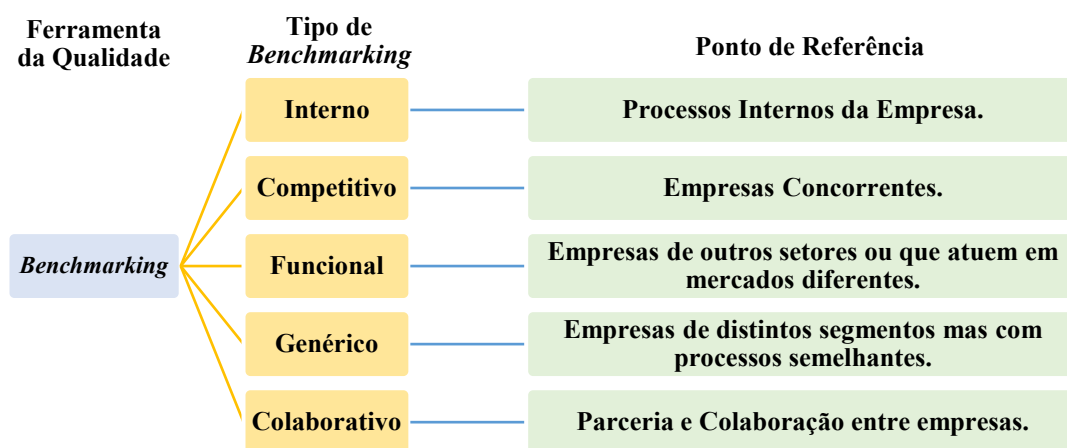 Ferramenta
da Qualidade
Tipo de
Benchmarking
Ponto de Referência
Interno
Processos Internos da Empresa.
Competitivo
Empresas Concorrentes.
Benchmarking
Funcional
Empresas de outros setores ou que atuem em
mercados diferentes.
Genérico
Empresas de distintos segmentos mas com
processos semelhantes.
Colaborativo
Parceria e Colaboração entre empresas.